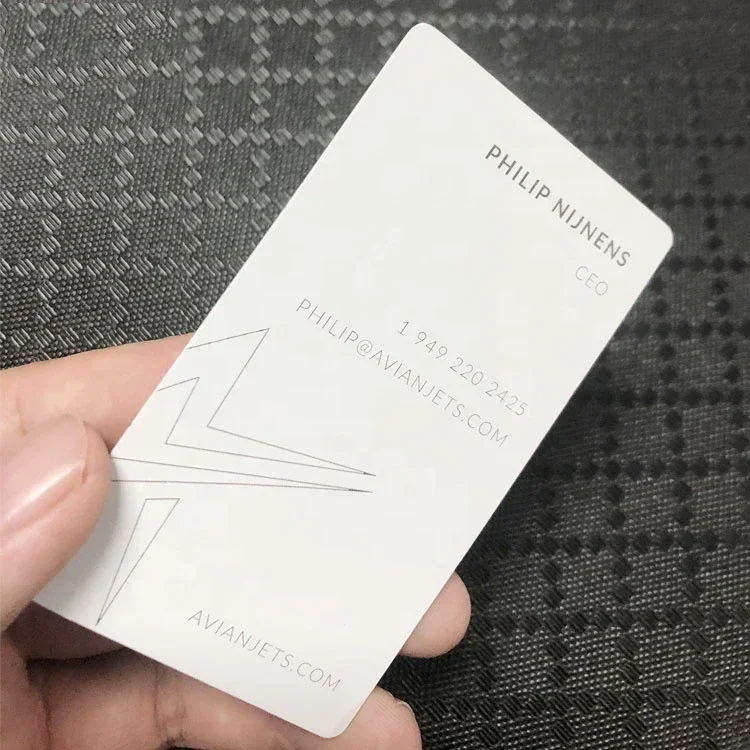 PHILIP NIJNENS
CEO
1 949 220 2425
PHILIP@AVIANJETS.COM
AVIANJETS.COM